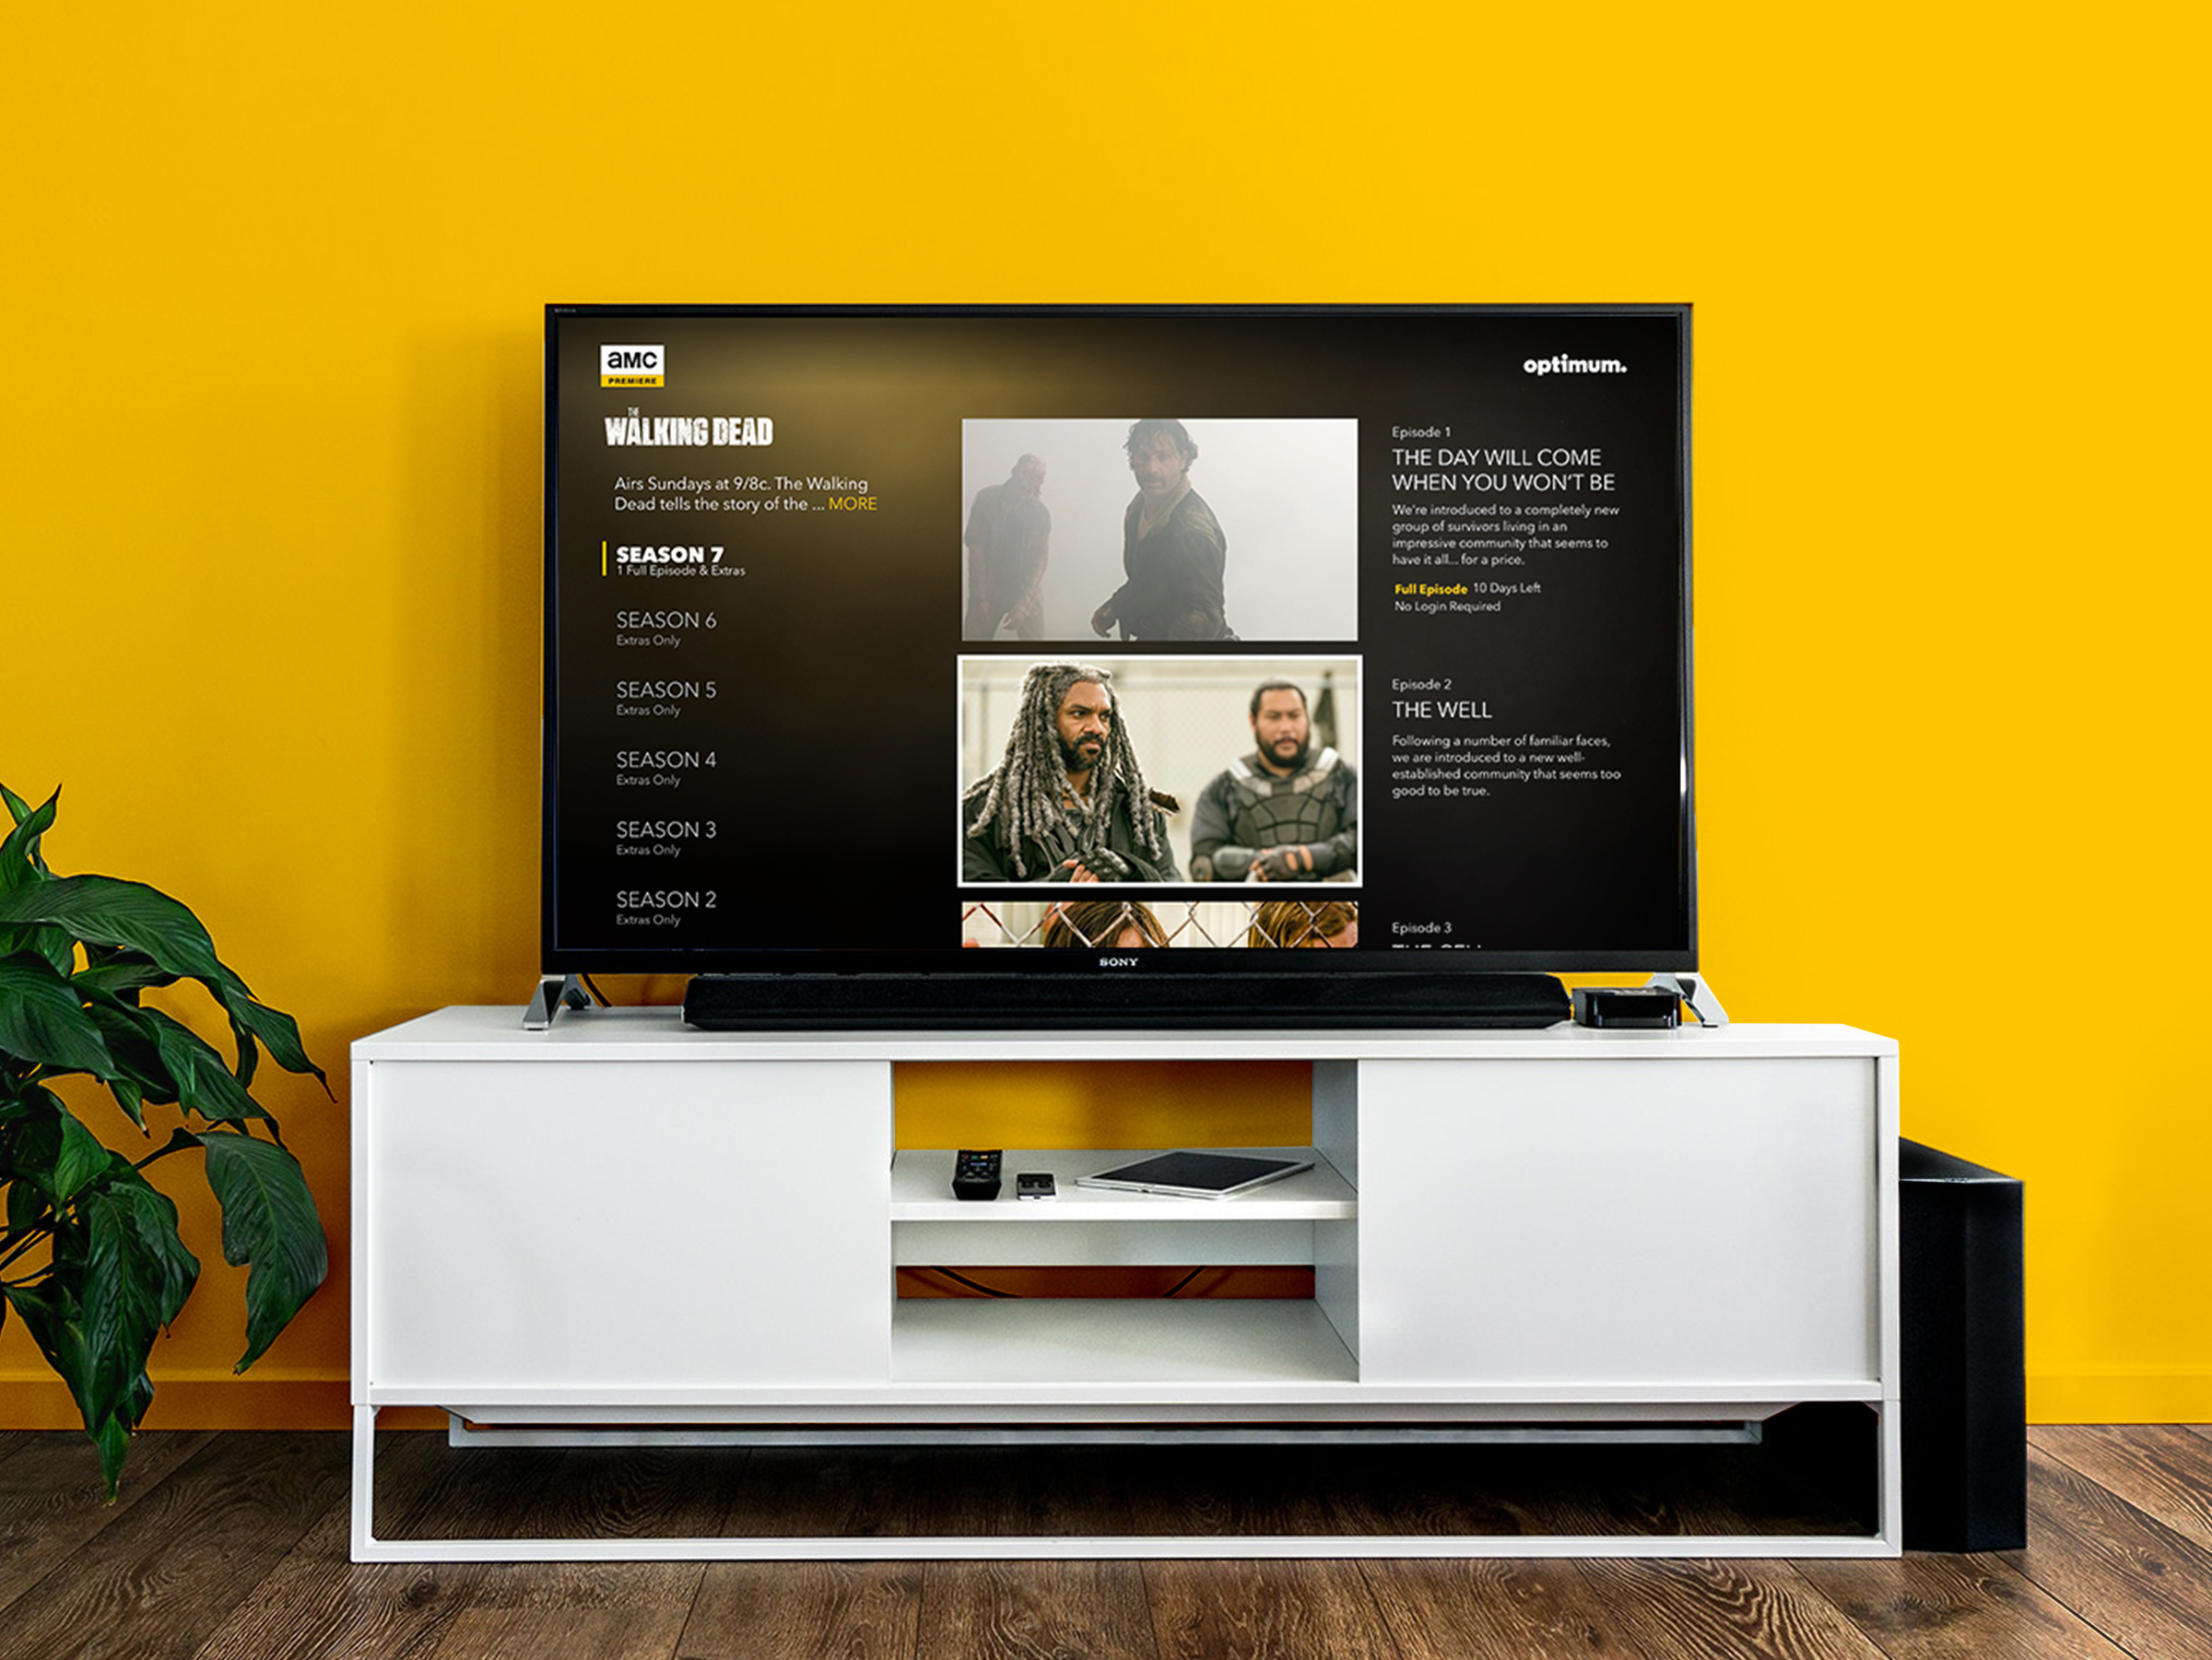 aMC
PREMIERE
optimum.
THE
WALKING DEAD
Airs Sundays at 9/8c. The Walking
Dead tells the story of the ... MORE
SEASON 7
1 Full Episode & Extras
SEASON 6
Extras Only
SEASON 5
Extras Only
SEASON 4
Extras Only
SEASON 3
Extras Only
SEASON 2
Extras Only
Episode 1
THE DAY WILL COME
WHEN YOU WON'T BE
We're introduced to a completely new
group of survivors living in an
impressive community that seems to
have it all... for a price.
Full Episode 10 Days Left
No Login Required
Episode 2
THE WELL
Following a number of familiar faces,
we are introduced to a new well-
established community that seems too
good to be true.
Episode 3
SONY